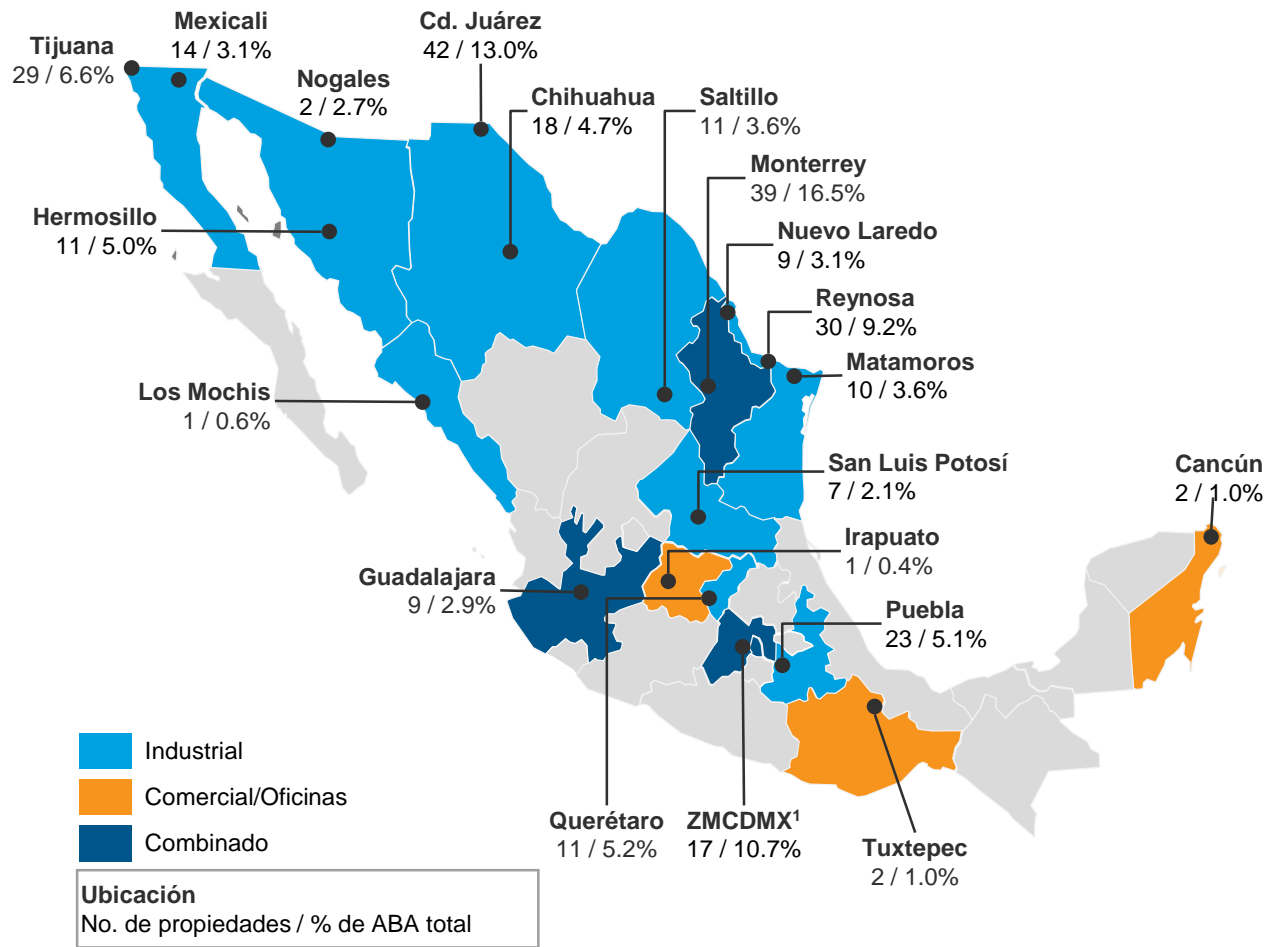 Mexicali
14 / 3.1%
Cd. Juárez
42 / 13.0%
Tijuana
29 / 6.6%
Nogales
2 / 2.7%
Chihuahua
18 / 4.7%
Saltillo
11 / 3.6%
Monterrey
39 / 16.5%
Hermosillo
11 / 5.0%
Nuevo Laredo
9 / 3.1%
Reynosa
30 / 9.2%
Matamoros
10 / 3.6%
Los Mochis
1 / 0.6%
San Luis Potosí
7 / 2.1%
Cancún
2 / 1.0%
Irapuato
1 / 0.4%
Guadalajara
9 / 2.9%
Puebla
23 / 5.1%
Industrial
Comercial/Oficinas
Combinado
Querétaro
11 / 5.2%
ZMCDMX¹
17 / 10.7%
Tuxtepec
2 / 1.0%
Ubicación
No. de propiedades / % de ABA total